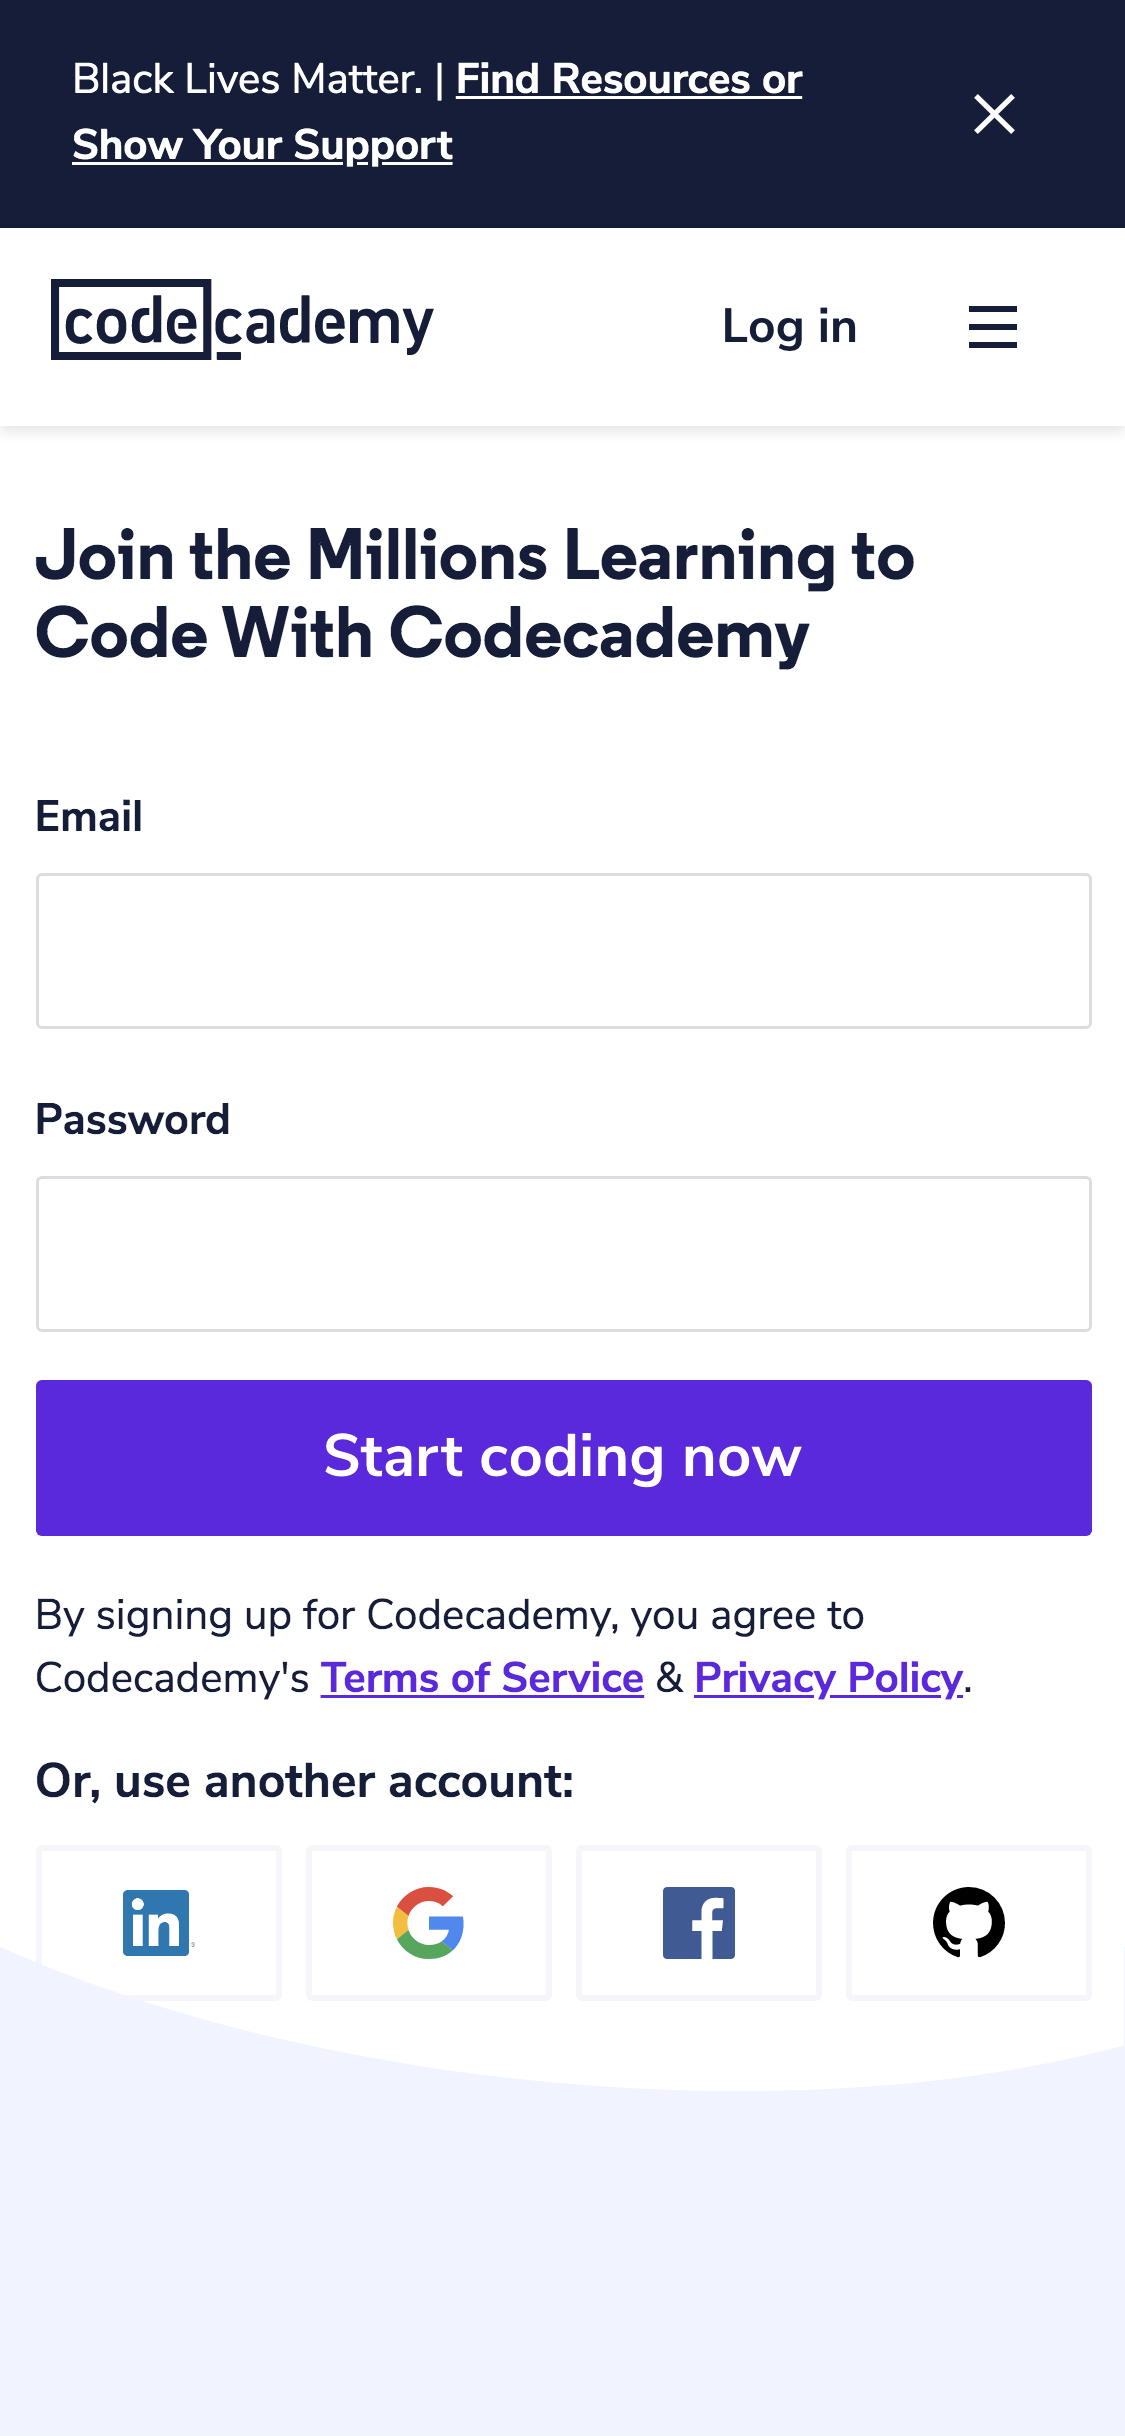 Black Lives Matter. | Find Resources or
Show Your Support
codecademy
Log in
Join the Millions Learning to
Code With Codecademy
Email
Password
Start coding now
By signing up for Codecademy, you agree to
Codecademy's Terms of Service & Privacy Policy.
Or, use another account:
in